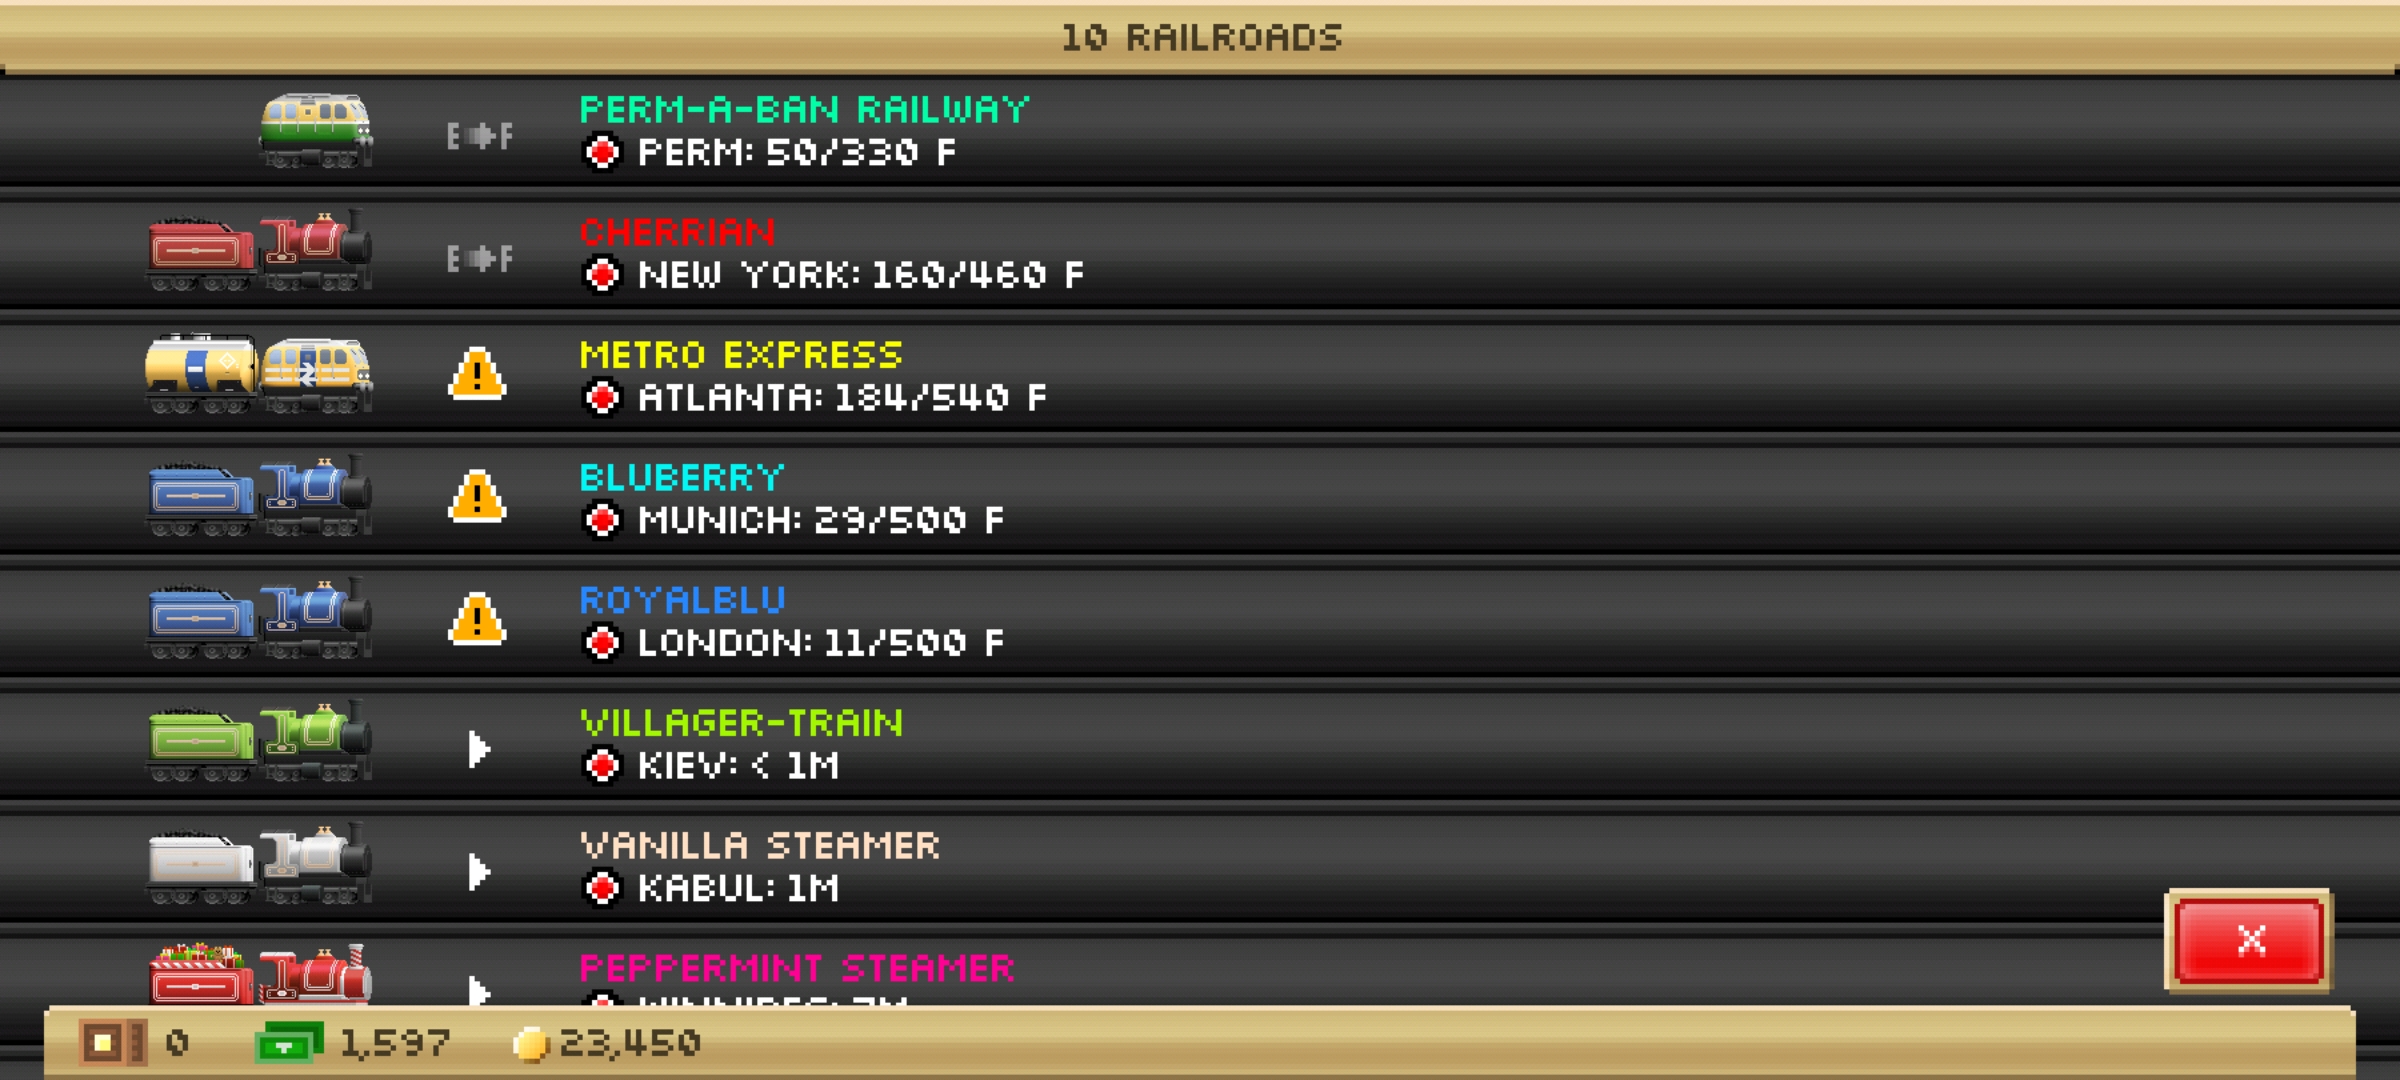 10 RAILROADS
PERM-A-BAN RAILWAY
E F
PERM: 50/330 F
CHERRIAN
E F
NEW YORK: 160/460 F
METRO EXPRESS
ATLANTA: 184/540 F
BLUBERRY
MUNICH: 29/500 F
ROYALBLU
LONDON: 11/500 F
VILLAGER-TRAIN
KIEV: < 1M
VANILLA STEAMER
KABUL: 1M
PEPPERMINT STEAMER
X
0 1,597 23,450